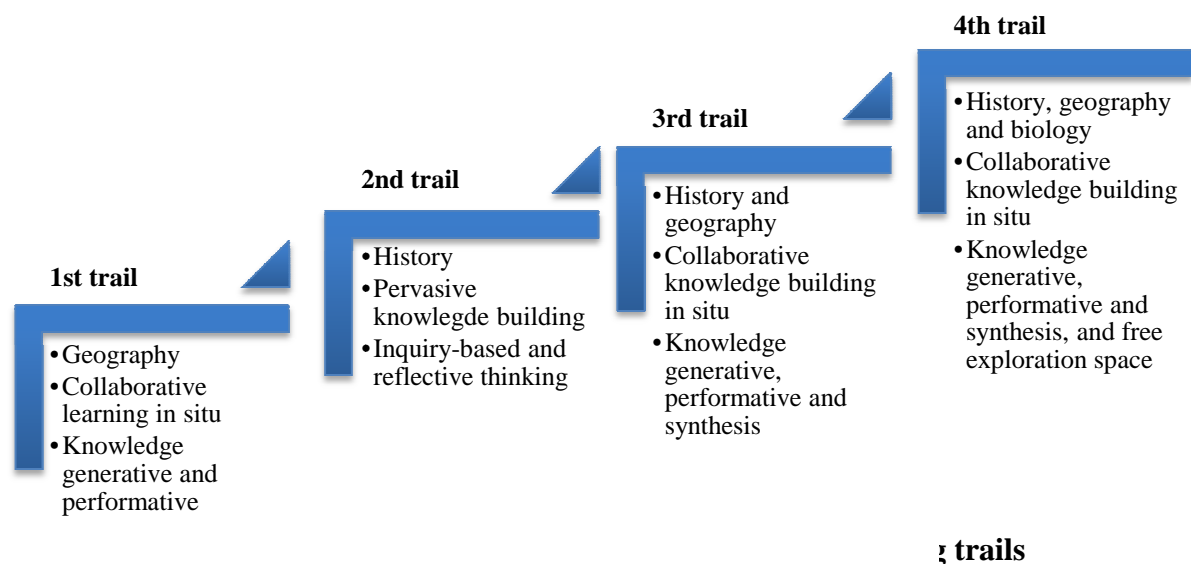 1st trail
•Geography
•Collaborative
learning in situ
•Knowledge
generative and
performative
2nd trail
•History
•Pervasive
knowlegde building
•Inquiry-based and
reflective thinking
3rd trail
•History and
geography
•Collaborative
knowledge building
in situ
•Knowledge
generative,
performative and
synthesis
4th trail
•History, geography
and biology
•Collaborative
knowledge building
in situ
•Knowledge
generative,
performative and
synthesis, and free
exploration space
trails